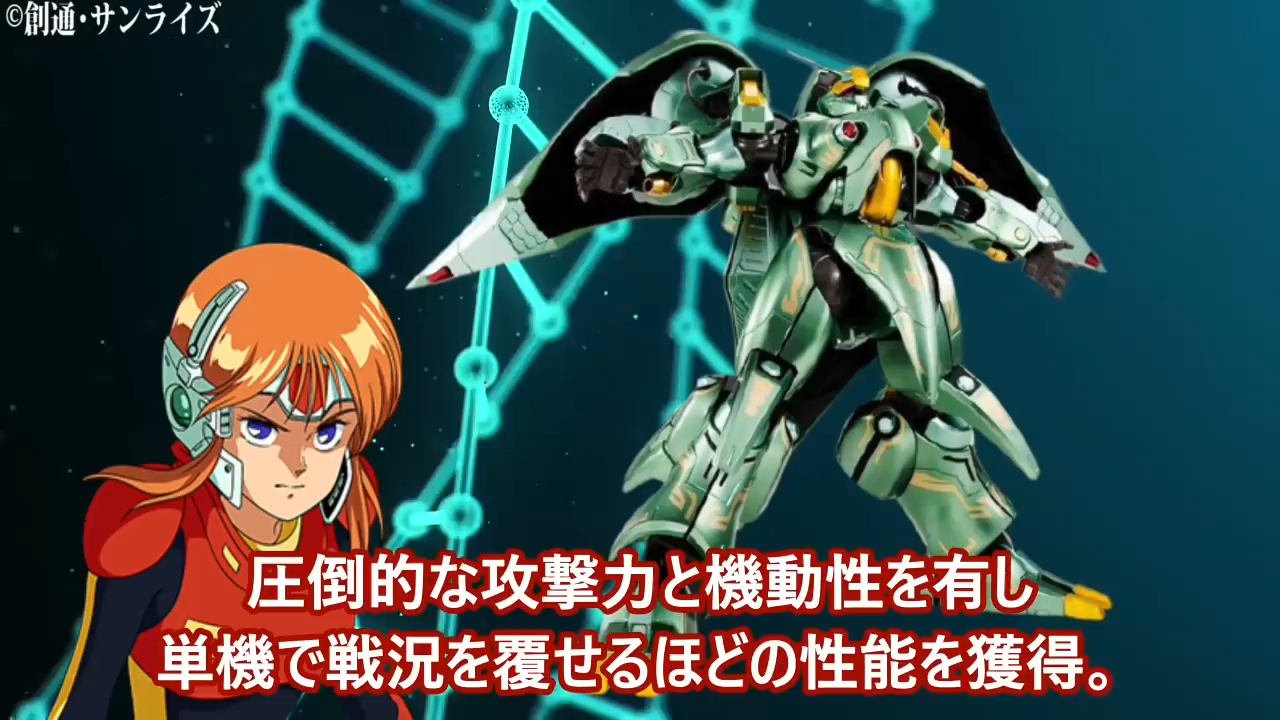 ©創通・サンライズ
圧倒的な攻撃力と機動性を有し
単機で戦況を覆せるほどの性能を獲得。